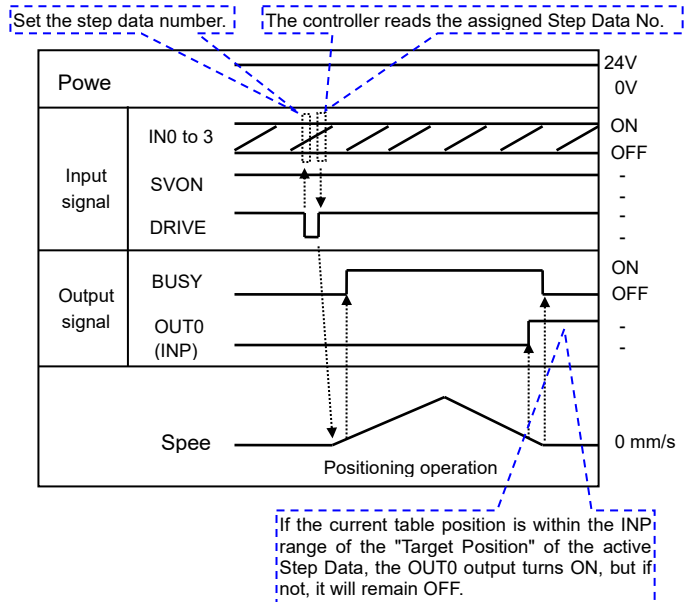 Set the step data number.
The controller reads the assigned Step Data No.
Powe
24V
0V
Input
signal
IN0 to 3
ON
OFF
SVON
-
-
DRIVE
-
-
Output
signal
BUSY
ON
OFF
OUT0
(INP)
-
-
Spee
0 mm/s
Positioning operation
If the current table position is within the INP
range of the "Target Position" of the active
Step Data, the OUT0 output turns ON, but if
not, it will remain OFF.